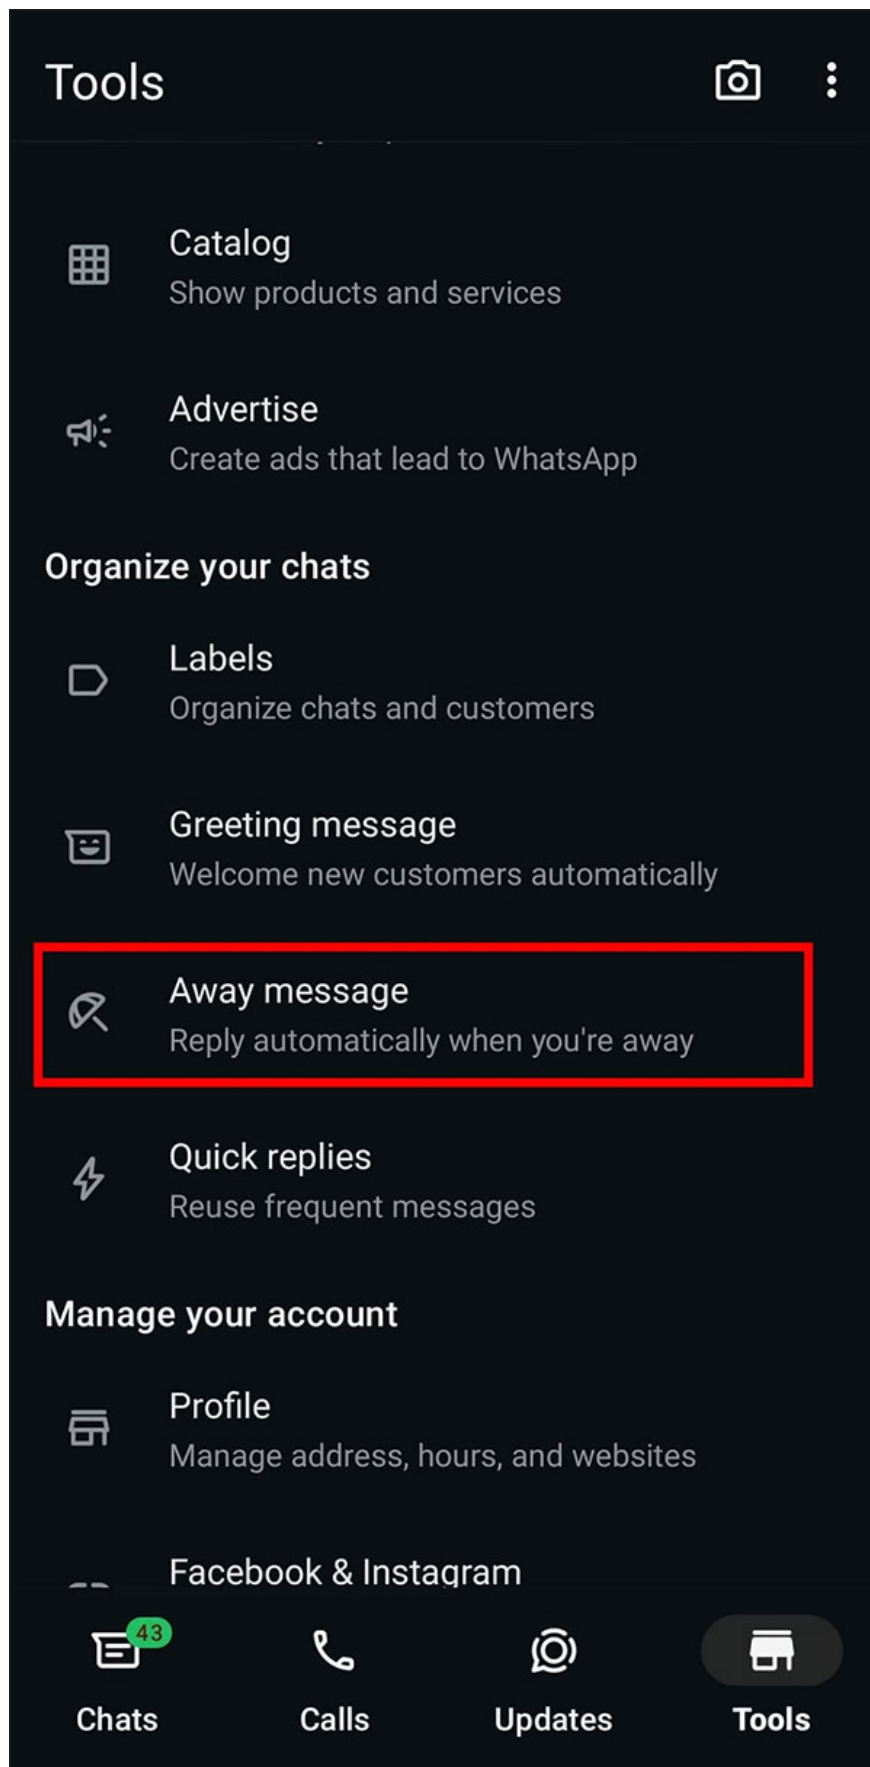 Tools
Catalog
Show products and services
Advertise
Create ads that lead to WhatsApp
Organize your chats
Labels
Organize chats and customers
Greeting message
Welcome new customers automatically
Away message
Reply automatically when you're away
Quick replies
Reuse frequent messages
Manage your account
Profile
Manage address, hours, and websites
Facebook & Instagram
43
Chats
Calls
Updates
Tools